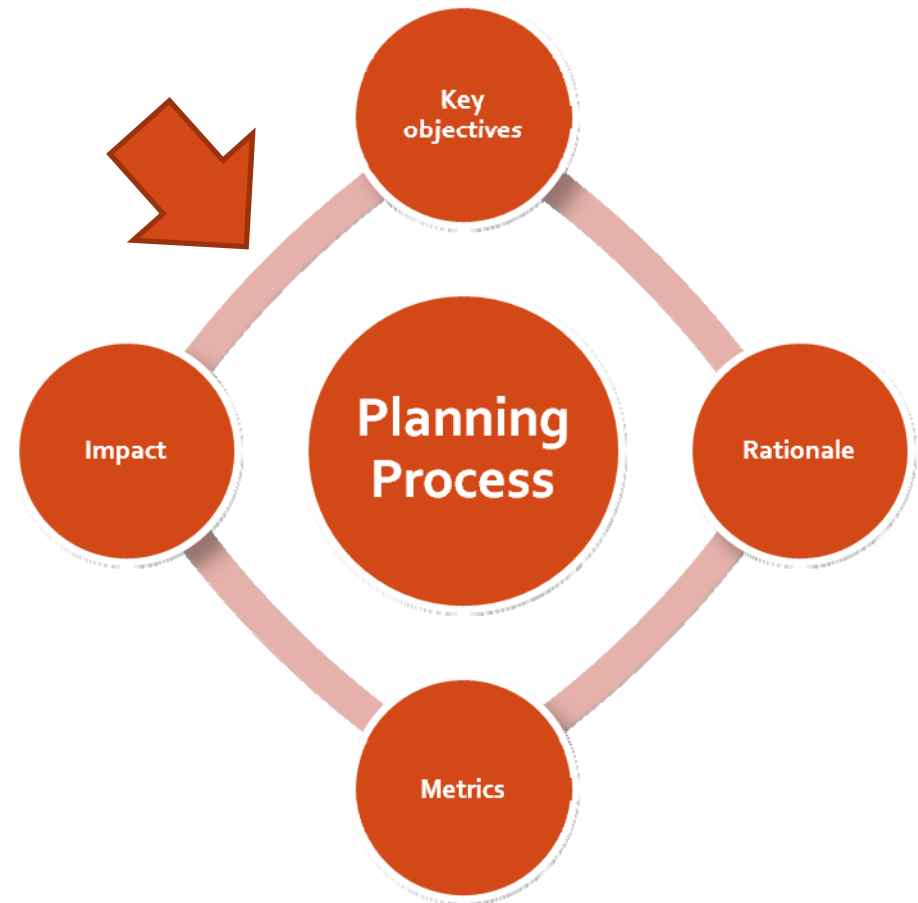 Key
objectives
Planning
Process
Impact
Rationale
Metrics